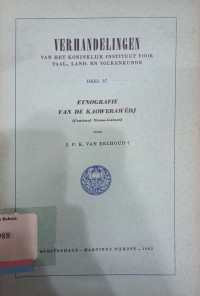 VERHANDELINGEN
VAN HET KONINKLIJK INSTITUUT VOOR
TAAL-, LAND- EN VOLKENKUNDE
DEEL 37
ETNOGRAFIE
VAN DE KAOWERAWÉDJ
(Centraal Nieuw-Guinea)
DOOR
J. P. K. VAN EECHOUD †
'S-GRAVENHAGE – MARTINUS NIJHOFF – 1962